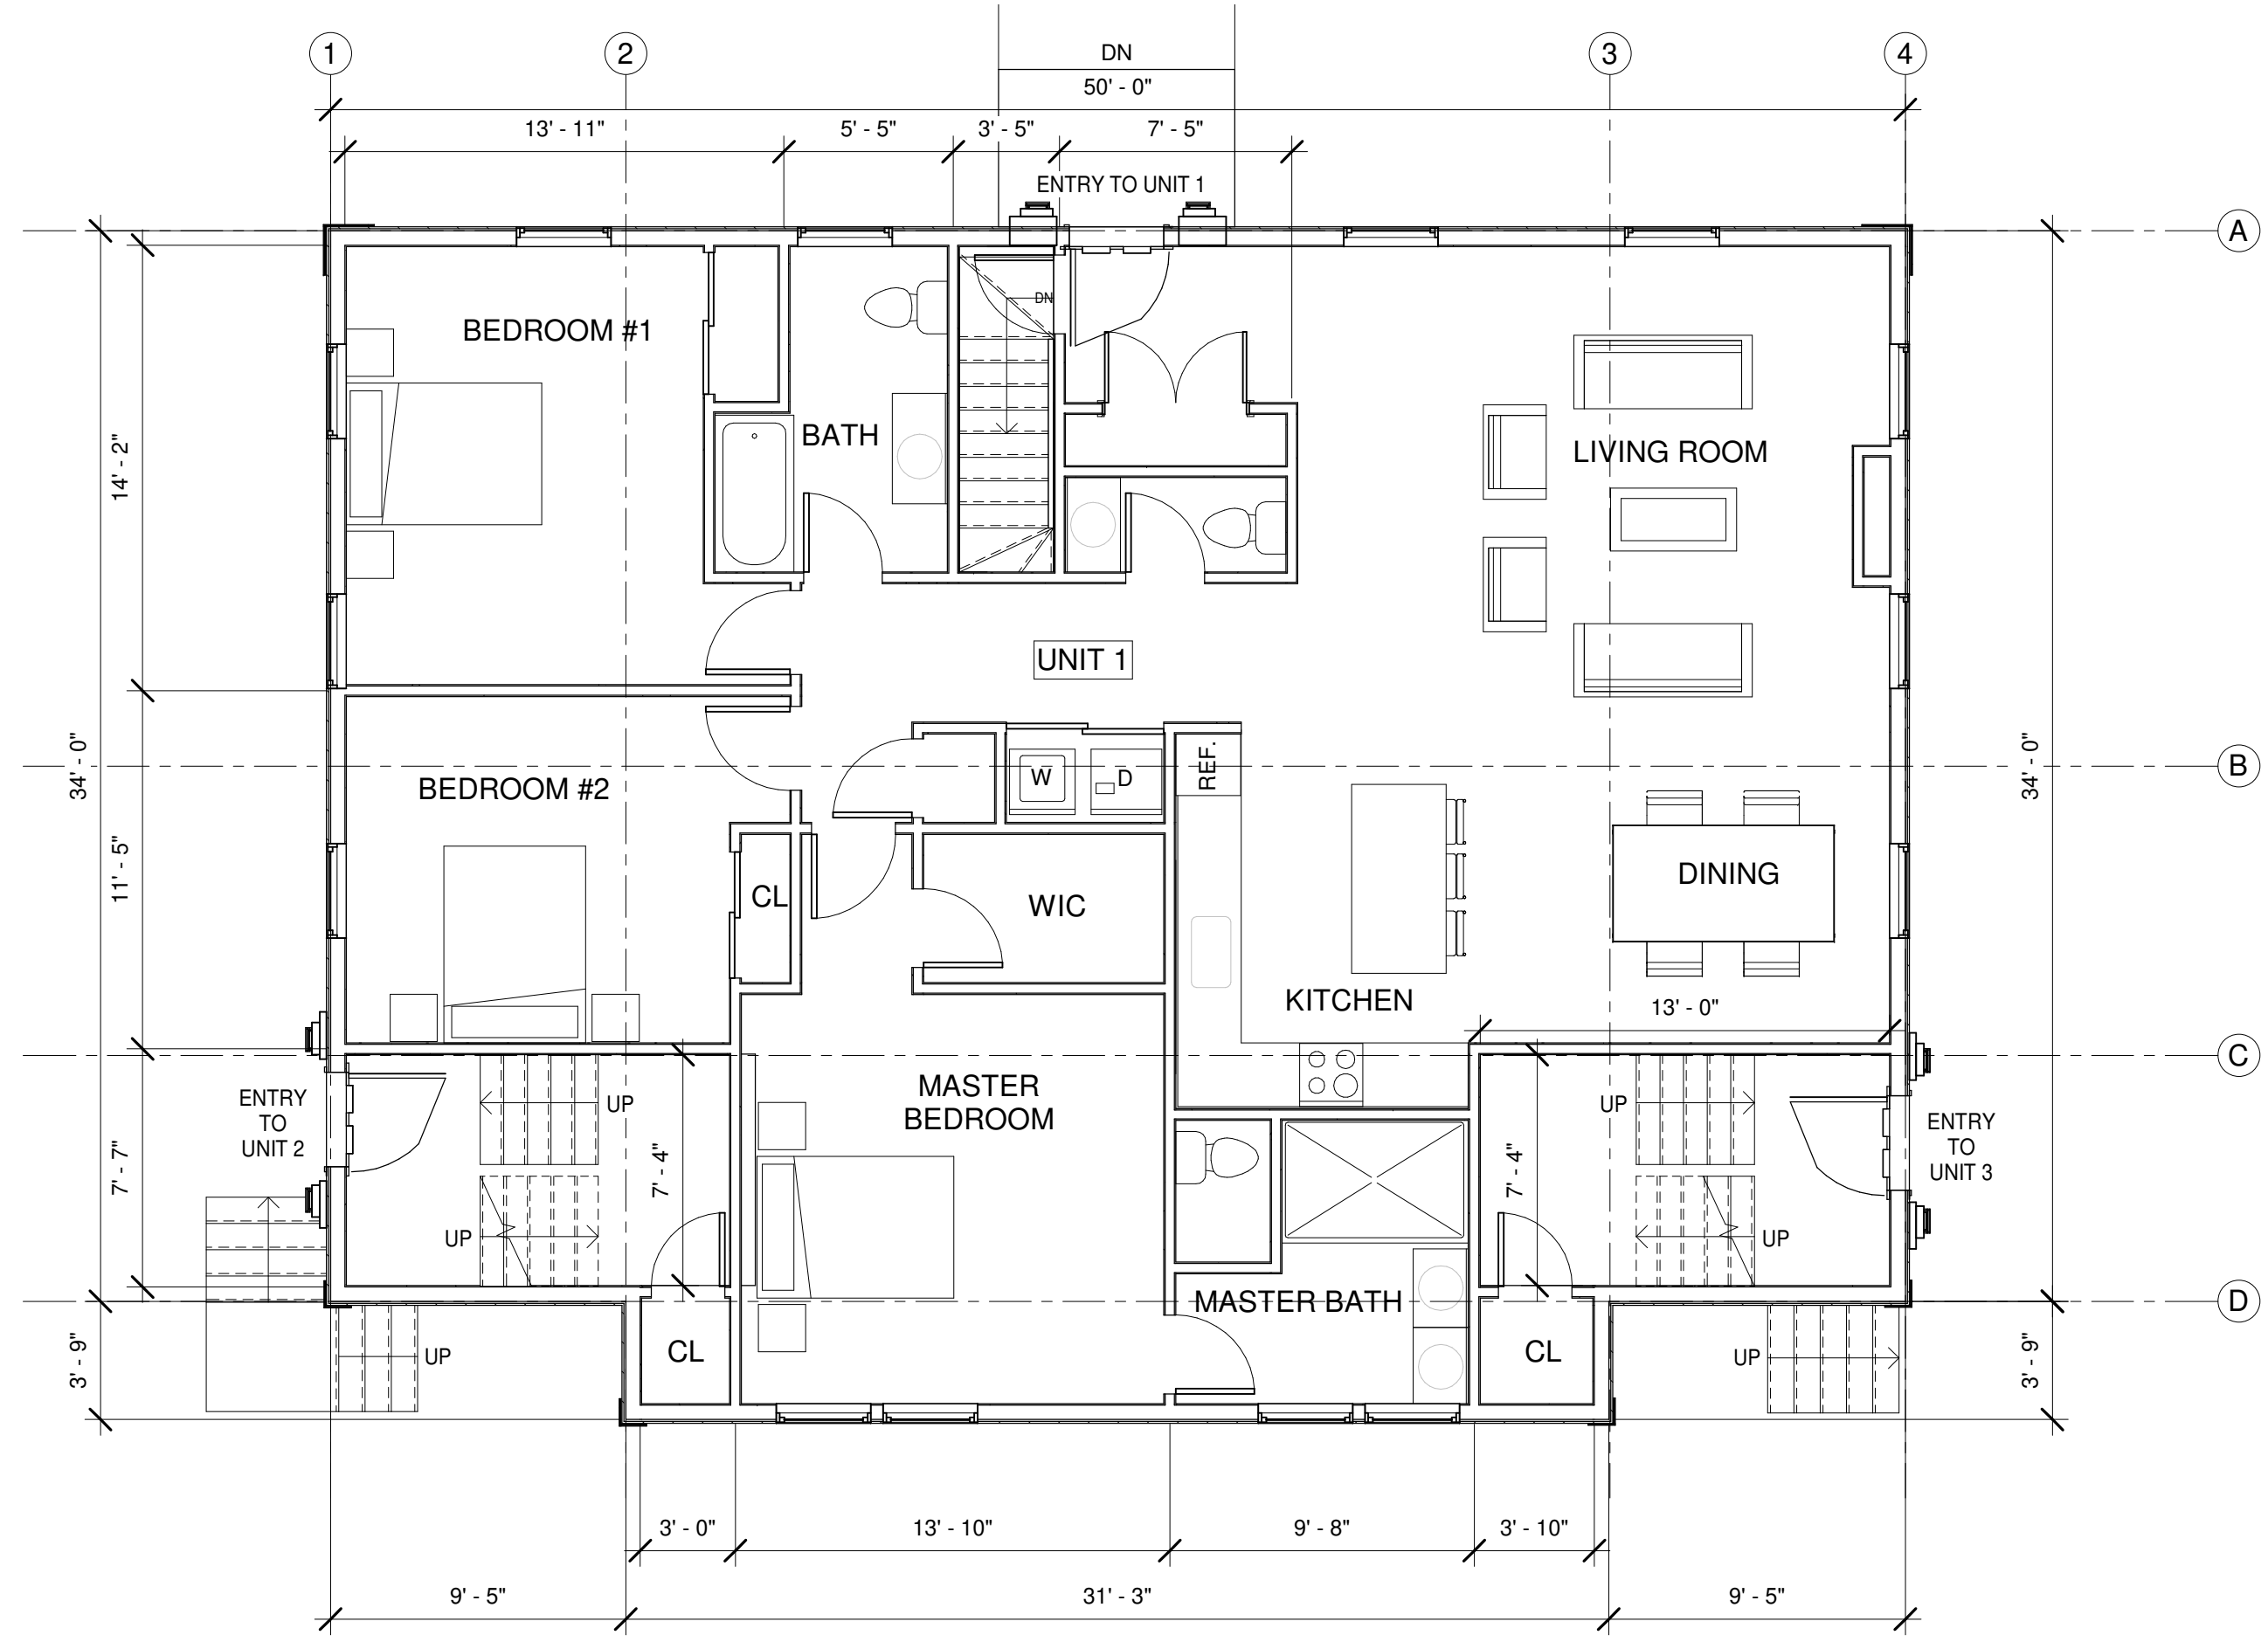 1
2
DN
3
4
50' - 0"
13' - 11"
5' - 5"
3' - 5"
7' - 5"
ENTRY TO UNIT 1
A
DN
BEDROOM #1
BATH
LIVING ROOM
14' - 2"
UNIT 1
34' - 0"
34' - 0"
B
BEDROOM #2
W
D
REF.
11' - 5"
CL
WIC
DINING
KITCHEN
13' - 0"
C
ENTRY
TO
UNIT 2
UP
MASTER
BEDROOM
UP
ENTRY
TO
UNIT 3
7' - 7"
7' - 4"
7' - 4"
UP
UP
MASTER BATH
D
3' - 9"
UP
CL
CL
UP
3' - 9"
3' - 0"
13' - 10"
9' - 8"
3' - 10"
9' - 5"
31' - 3"
9' - 5"